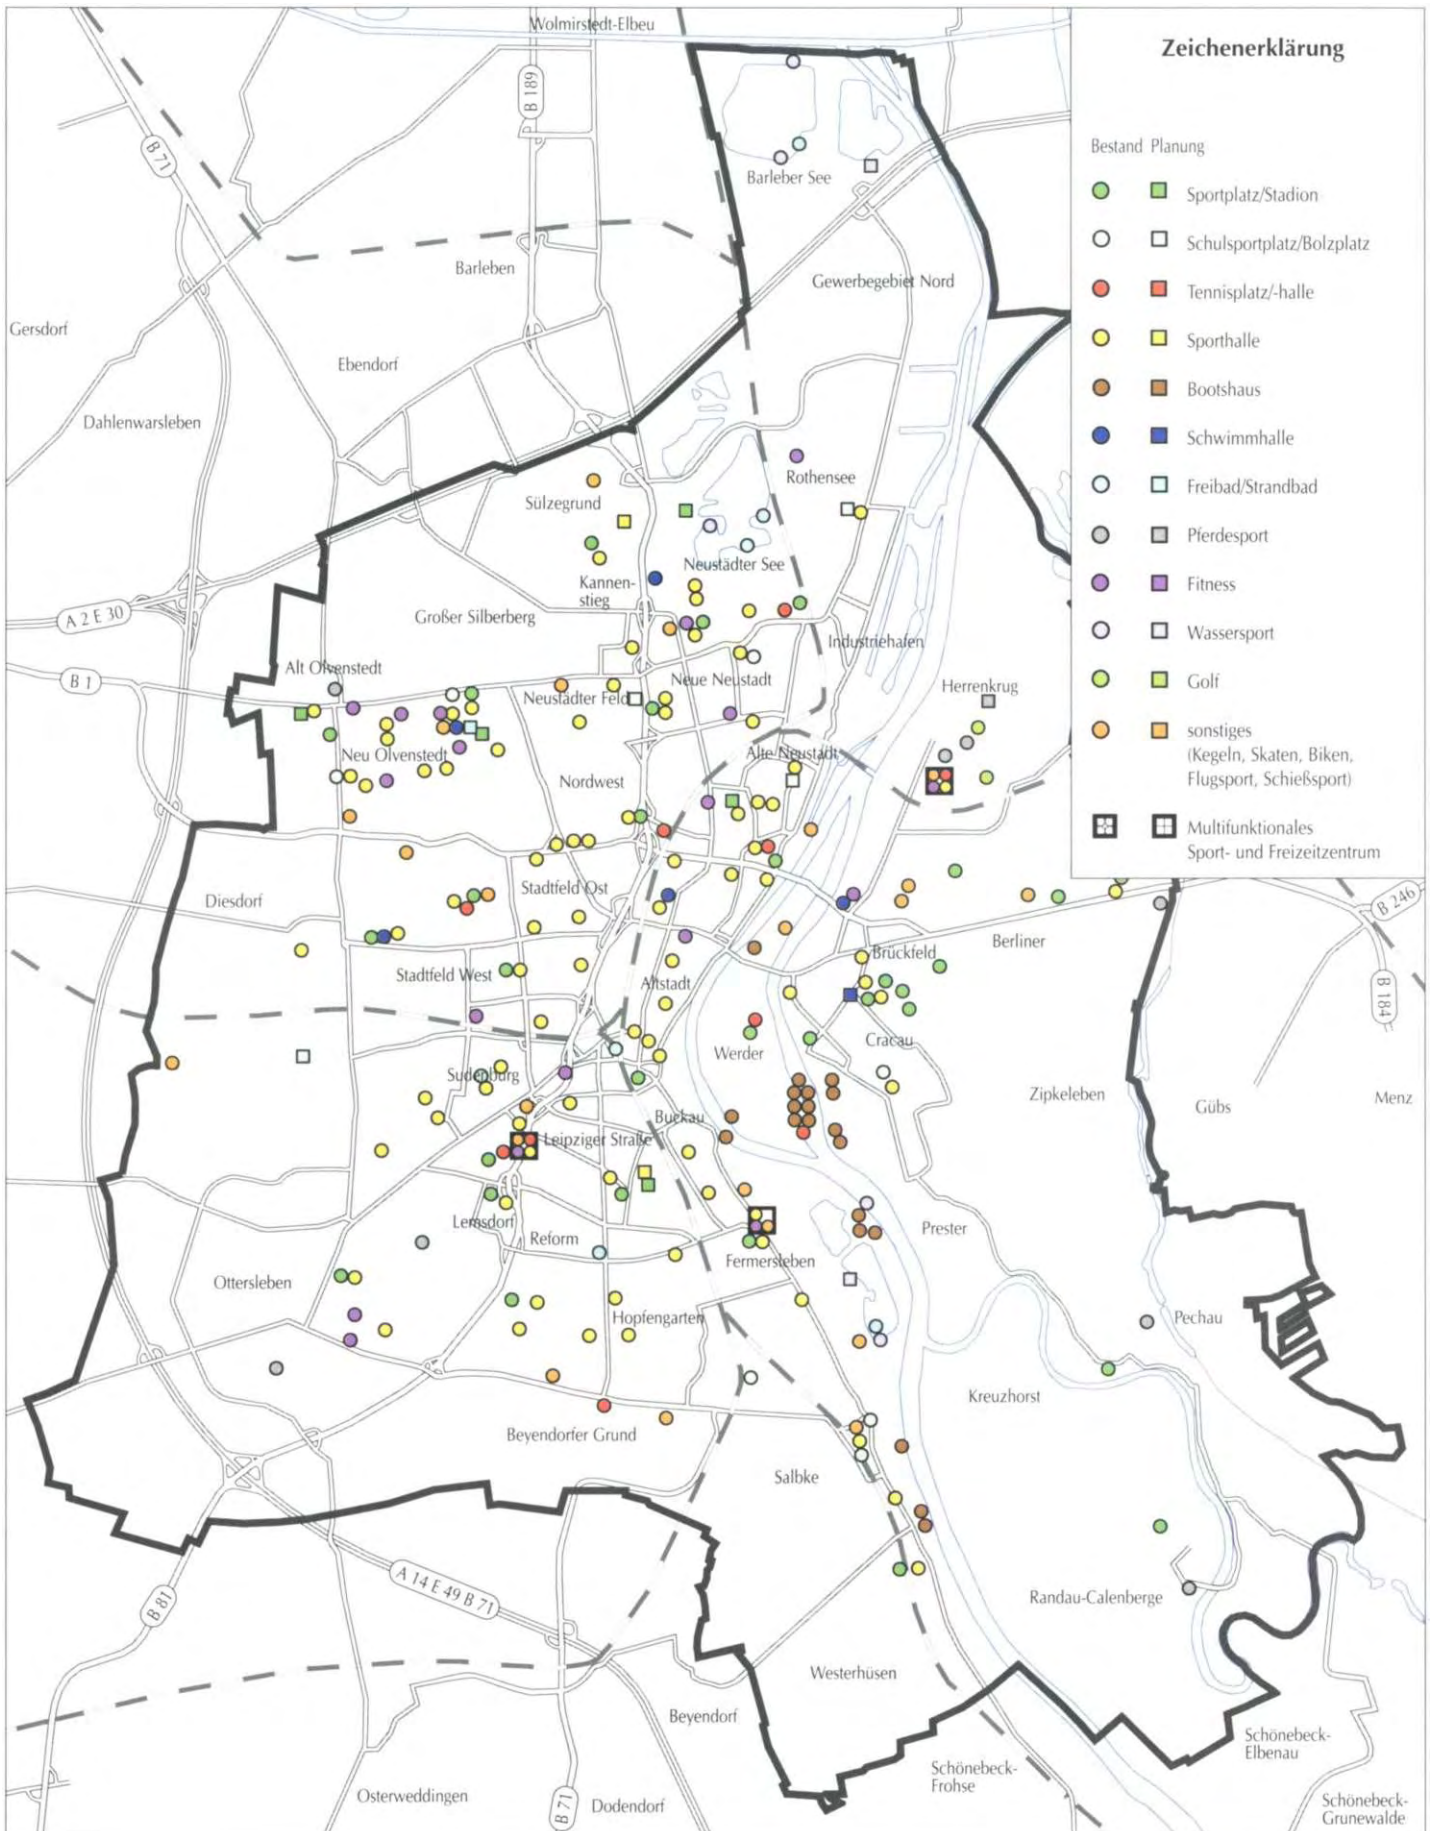 Wolmirstedt-Elbeu
Zeichenerklärung
B 189
B 71
Bestand Planung
Barleber See
Sportplatz/Stadion
Schulsportplatz/Bolzplatz
Barleben
Gewerbegebiet Nord
Tennisplatz/-halle
Gersdorf
Sporthalle
Ebendorf
Bootshaus
Dahlenwarsleben
Schwimmhalle
Rothensee
Freibad/Strandbad
Sülzegrund
Pferdesport
Neustädter See
Kannen-
stieg
Fitness
A 2 E 30
Großer Silberberg
Wassersport
Industriehafen
Alt Olvenstedt
B 1
Neue Neustadt
Herrenkrug
Golf
Neustädter Feld
sonstiges
(Kegeln, Skaten, Biken,
Flugsport, Schießsport)
Neu Olvenstedt
Alte Neustadt
Nordwest
Multifunktionales
Sport- und Freizeitzentrum
Stadtfeld Ost
Diesdorf
B 246
Berliner
Brückfeld
Stadtfeld West
Altstadt
B 184
Werder
Cracau
Sudenburg
Zipkeleben
Menz
Gübs
Buckau
Leipziger Straße
Lemsdorf
Reform
Prester
Fermersleben
Ottersleben
Hopfengarten
Pechau
Kreuzhorst
Beyendorfer Grund
Salbke
A 14 E 49 B 71
B 81
Randau-Calenberge
Westerhüsen
Beyendorf
Schönebeck-
Elbenau
Schönebeck-
Frohse
Osterweddingen
B 71
Dodendorf
Schönebeck-
Grunewalde